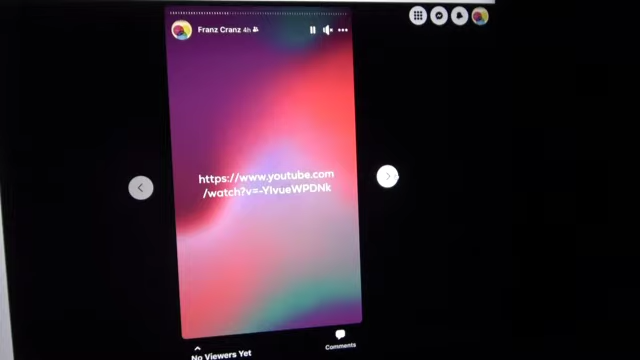 Franz Cranz 4h
https://www.youtube.com
/watch?v=-YIvueWPDNk
Comments
No Viewers Yet